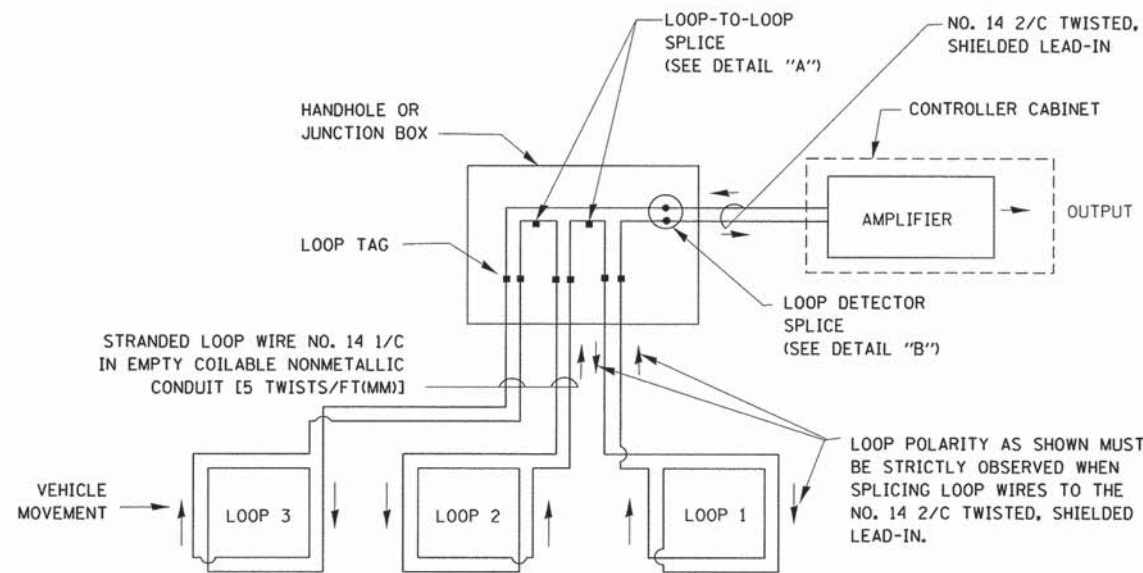 LOOP-TO-LOOP
SPLICE
(SEE DETAIL "A")
NO. 14 2/C TWISTED,
SHIELDED LEAD-IN
HANDHOLE OR
JUNCTION BOX
CONTROLLER CABINET
AMPLIFIER
OUTPUT
LOOP TAG
LOOP DETECTOR
SPLICE
(SEE DETAIL "B")
STRANDED LOOP WIRE NO. 14 1/C
IN EMPTY COILABLE NONMETALLIC
CONDUIT [5 TWISTS/FT(MM)]
LOOP POLARITY AS SHOWN MUST
BE STRICTLY OBSERVED WHEN
SPLICING LOOP WIRES TO THE
NO. 14 2/C TWISTED, SHIELDED
LEAD-IN.
VEHICLE
MOVEMENT
LOOP 3
LOOP 2
LOOP 1